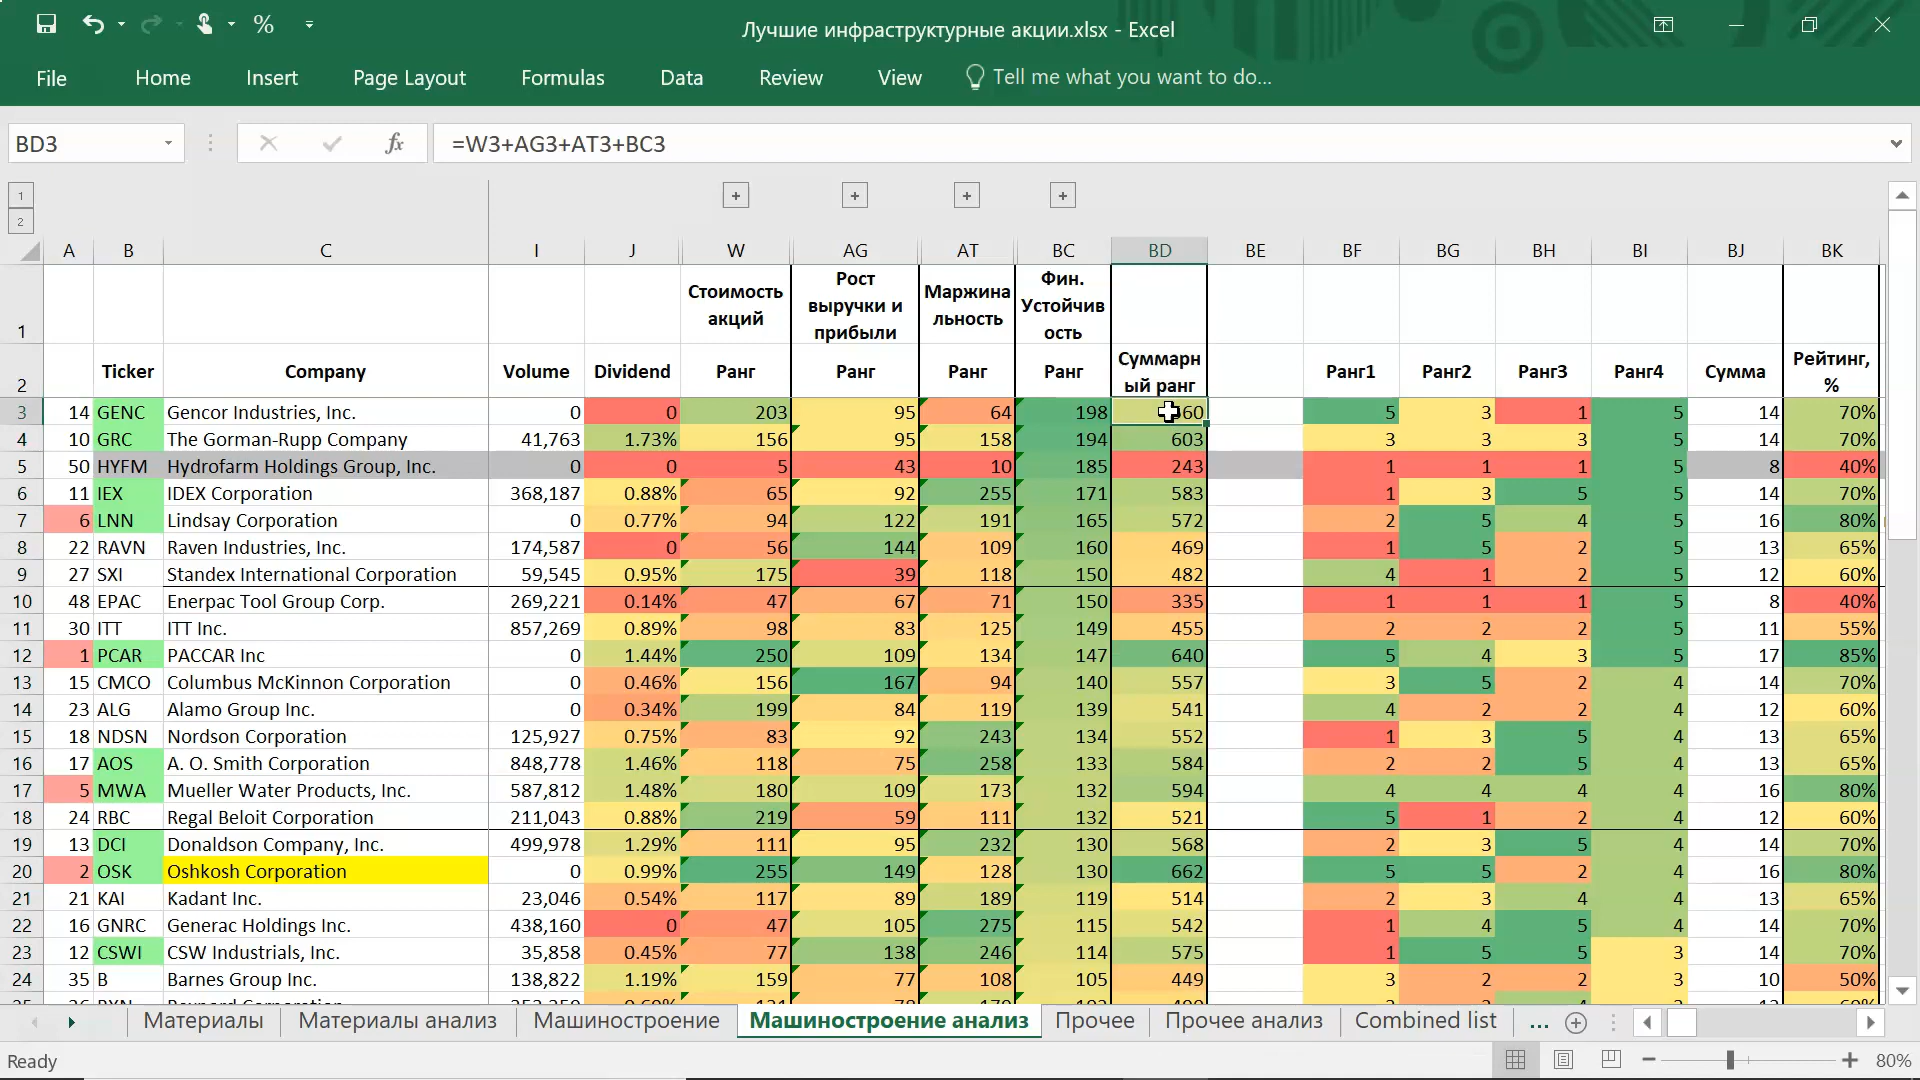 Лучшие инфраструктурные акции.xlsx - Excel
File Home Insert Page Layout Formulas Data Review View Tell me what you want to do...
BD3 fx =W3+AG3+AT3+BC3
1
2
A B C I J W AG AT BC BD BE BF BG BH BI BJ BK
1 Стоимость акций Рост выручки и прибыли Маржинальность Фин. Устойчивость
2 Ticker Company Volume Dividend Ранг Ранг Ранг Ранг Суммарный ранг Ранг1 Ранг2 Ранг3 Ранг4 Сумма Рейтинг, %
3 14 GENC Gencor Industries, Inc. 0 0 203 95 64 198 60 5 3 1 5 14 70%
4 10 GRC The Gorman-Rupp Company 41,763 1.73% 156 95 158 194 603 3 3 3 5 14 70%
5 50 HYFM Hydrofarm Holdings Group, Inc. 0 0 5 43 10 185 243 1 1 1 5 8 40%
6 11 IEX IDEX Corporation 368,187 0.88% 65 92 255 171 583 1 3 5 5 14 70%
7 6 LNN Lindsay Corporation 0 0.77% 94 122 191 165 572 2 5 4 5 16 80%
8 22 RAVN Raven Industries, Inc. 174,587 0 56 144 109 160 469 1 5 2 5 13 65%
9 27 SXI Standex International Corporation 59,545 0.95% 175 39 118 150 482 4 1 2 5 12 60%
10 48 EPAC Enerpac Tool Group Corp. 269,221 0.14% 47 67 71 150 335 1 1 1 5 8 40%
11 30 ITT ITT Inc. 857,269 0.89% 98 83 125 149 455 2 2 2 5 11 55%
12 1 PCAR PACCAR Inc 0 1.44% 250 109 134 147 640 5 4 3 5 17 85%
13 15 CMCO Columbus McKinnon Corporation 0 0.46% 156 167 94 140 557 3 5 2 4 14 70%
14 23 ALG Alamo Group Inc. 0 0.34% 199 84 119 139 541 4 2 2 4 12 60%
15 18 NDSN Nordson Corporation 125,927 0.75% 83 92 243 134 552 1 3 5 4 13 65%
16 17 AOS A. O. Smith Corporation 848,778 1.46% 118 75 258 133 584 2 2 5 4 13 65%
17 5 MWA Mueller Water Products, Inc. 587,812 1.48% 180 109 173 132 594 4 4 4 4 16 80%
18 24 RBC Regal Beloit Corporation 211,043 0.88% 219 59 111 132 521 5 1 2 4 12 60%
19 13 DCI Donaldson Company, Inc. 499,978 1.29% 111 95 232 130 568 2 3 5 4 14 70%
20 2 OSK Oshkosh Corporation 0 0.99% 255 149 128 130 662 5 5 2 4 16 80%
21 21 KAI Kadant Inc. 23,046 0.54% 117 89 189 119 514 2 3 4 4 13 65%
22 16 GNRC Generac Holdings Inc. 438,160 0 47 105 275 115 542 1 4 5 4 14 70%
23 12 CSWI CSW Industrials, Inc. 35,858 0.45% 77 138 246 114 575 1 5 5 3 14 70%
24 35 B Barnes Group Inc. 138,822 1.19% 159 77 108 105 449 3 2 2 3 10 50%
Материалы Материалы анализ Машиностроение Машиностроение анализ Прочее Прочее анализ Combined list ...
Ready 80%